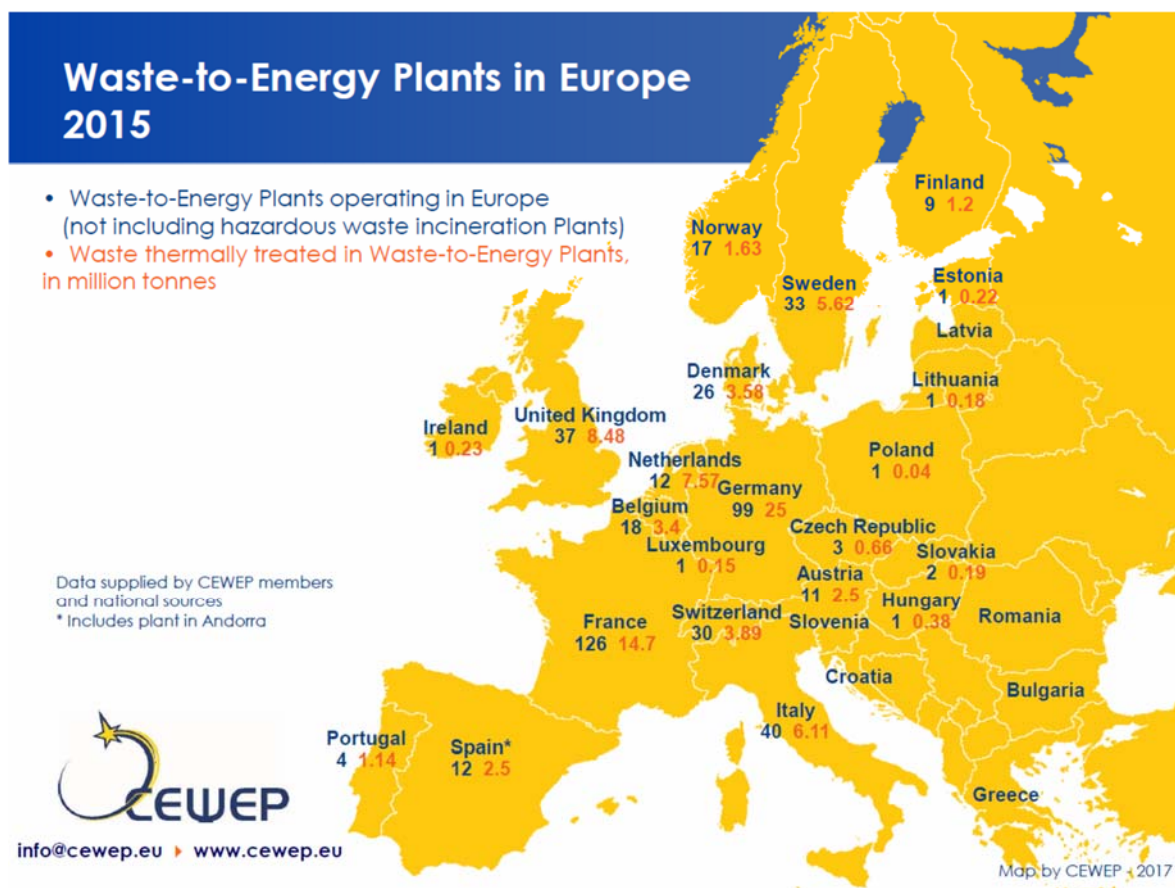 Waste-to-Energy Plants in Europe
2015
• Waste-to-Energy Plants operating in Europe
(not including hazardous waste incineration Plants)
• Waste thermally treated in Waste-to-Energy Plants,
in million tonnes
Finland
9 1.2
Norway
17 1.63
Sweden
33 5.62
Estonia
1 0.22
Latvia
Lithuania
1 0.18
Denmark
26 3.58
United Kingdom
37 8.48
Ireland
1 0.23
Netherlands
12 7.57
Germany
99 25
Poland
1 0.04
Belgium
18 3.4
Luxembourg
1 0.15
Czech Republic
3 0.66
Slovakia
2 0.19
Austria
11 2.5
Hungary
1 0.38
Romania
France
126 14.7
Switzerland
30 3.89
Slovenia
Croatia
Bulgaria
Italy
40 6.11
Portugal
4 1.14
Spain*
12 2.5
Greece
Data supplied by CEWEP members
and national sources
* Includes plant in Andorra
CEWEP
info@cewep.eu www.cewep.eu
Map by CEWEP - 2017